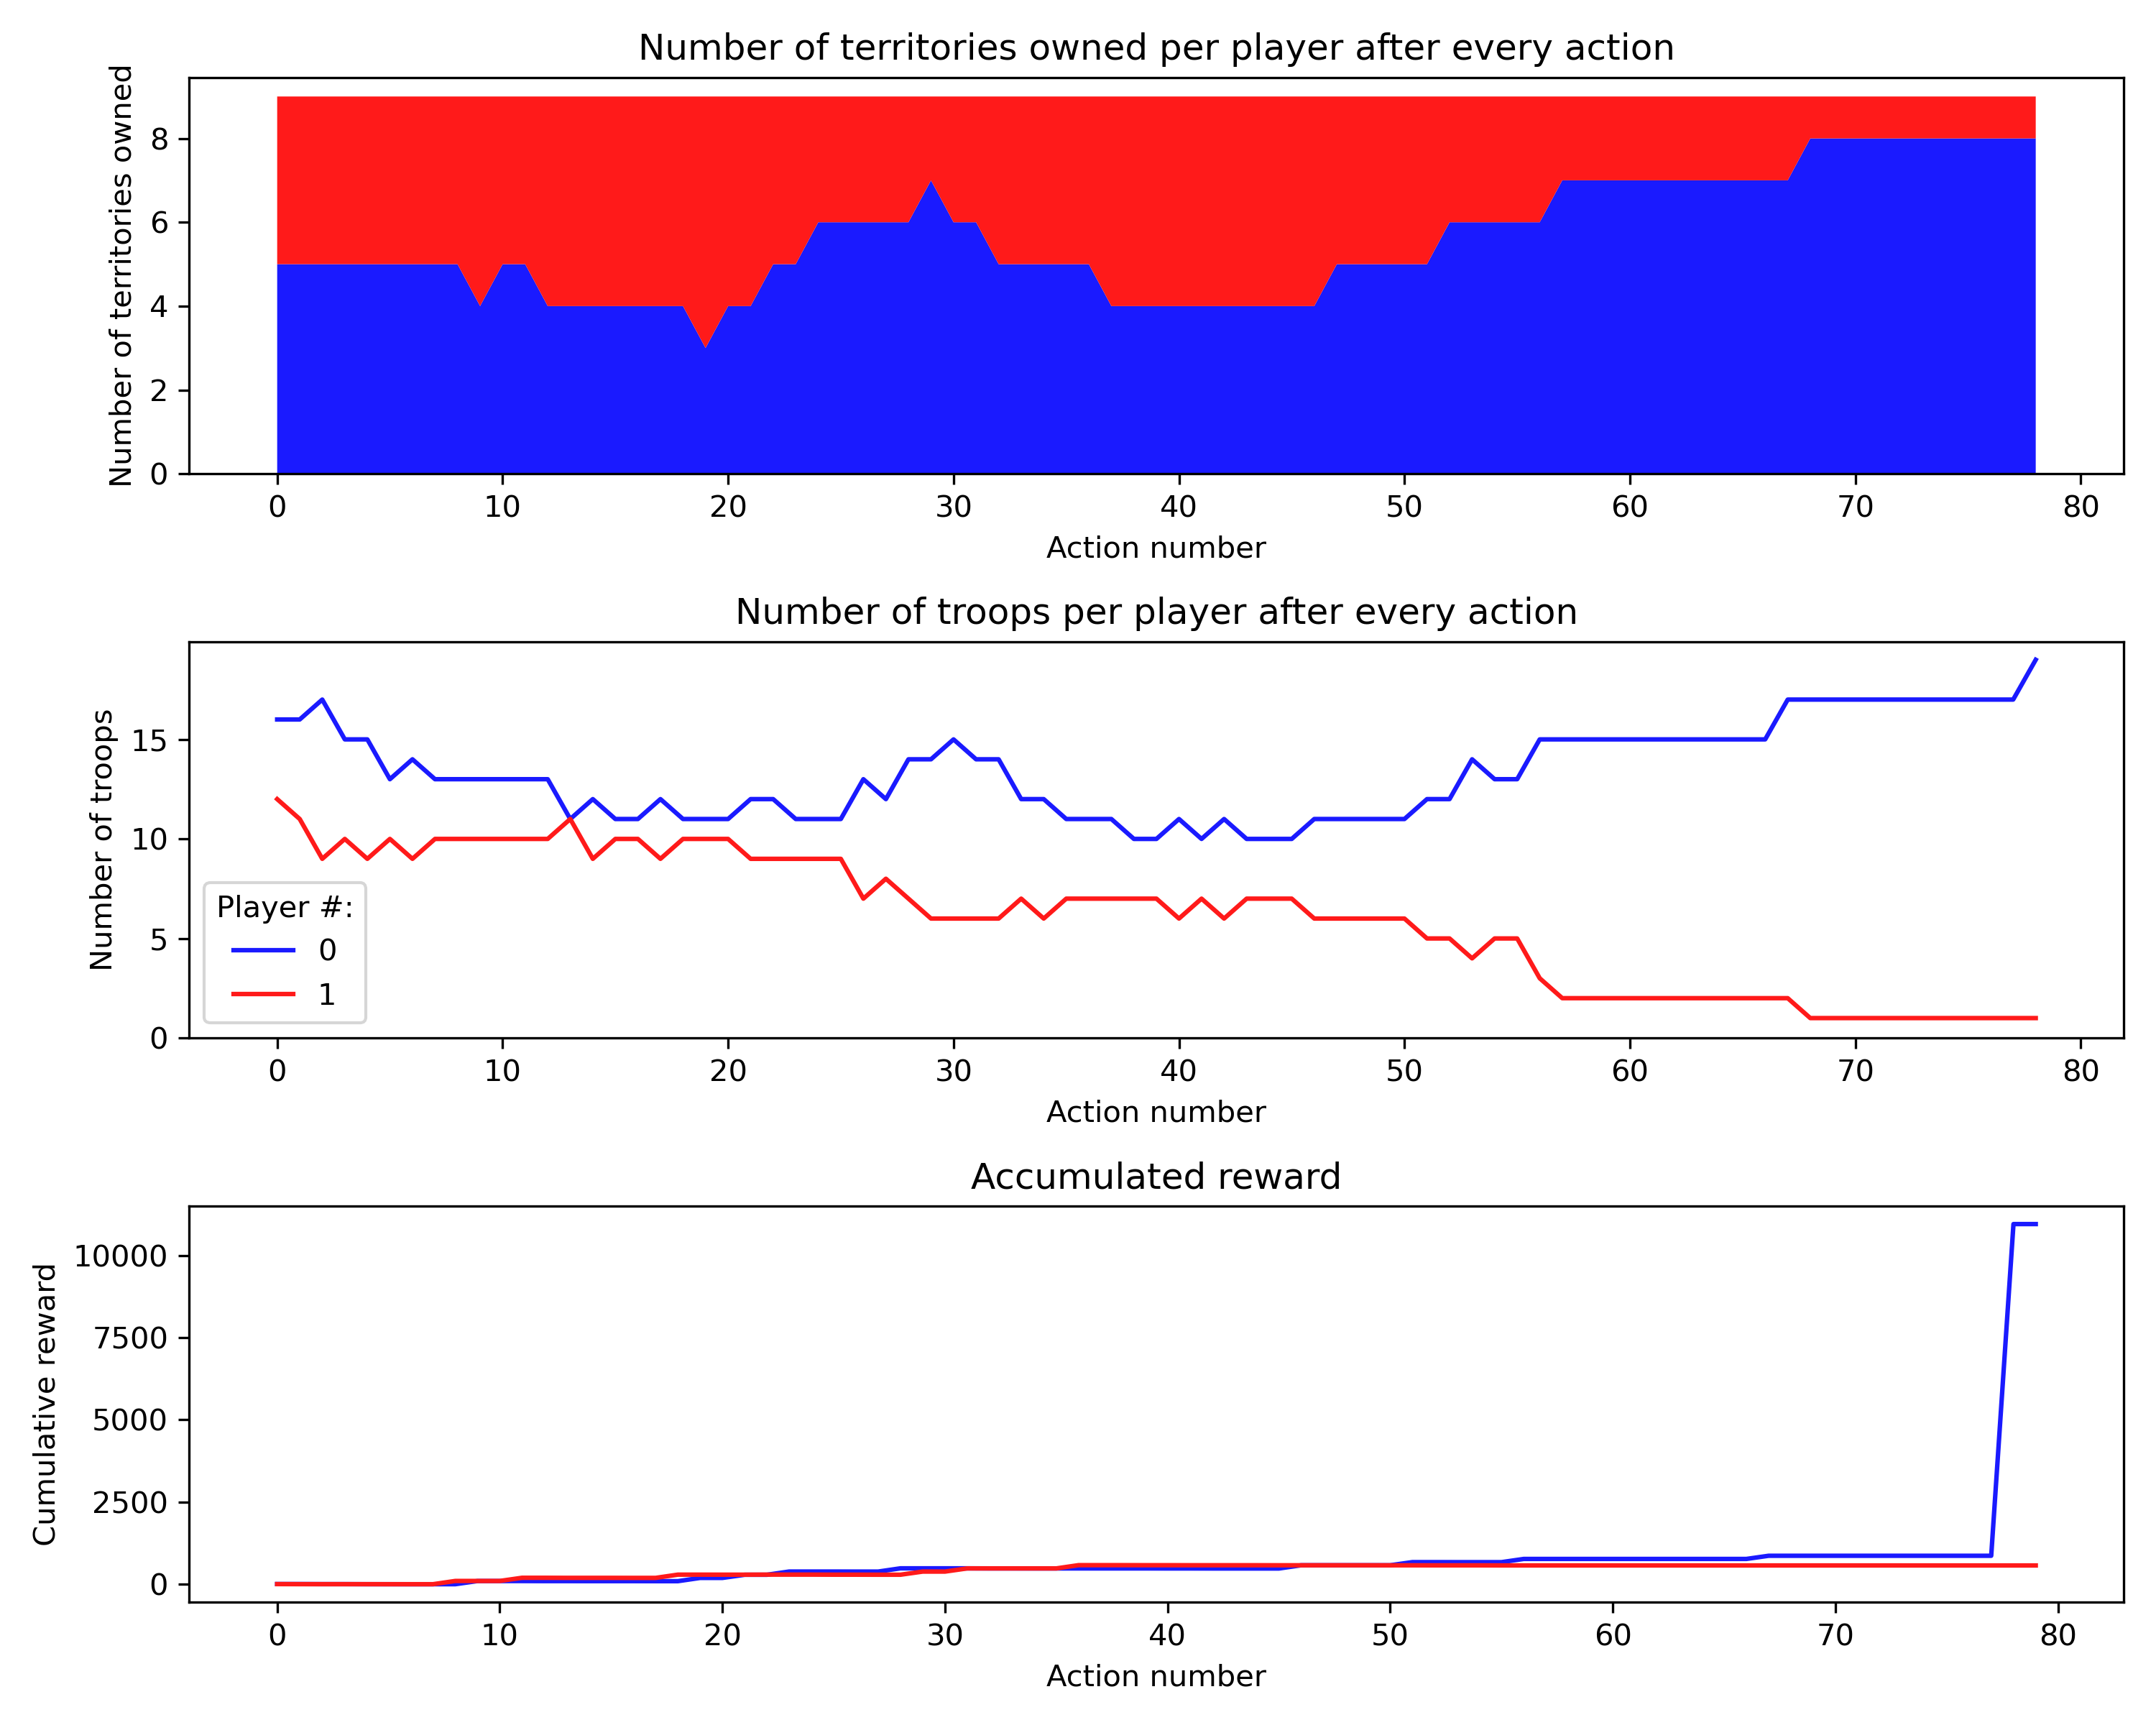 Number of territories owned per player after every action
Number of territories owned
8
6
4
2
0
0 10 20 30 40 50 60 70 80
Action number
Number of troops per player after every action
Number of troops
15
10
5
0
Player #:
0
1
0 10 20 30 40 50 60 70 80
Action number
Accumulated reward
Cumulative reward
10000
7500
5000
2500
0
0 10 20 30 40 50 60 70 80
Action number